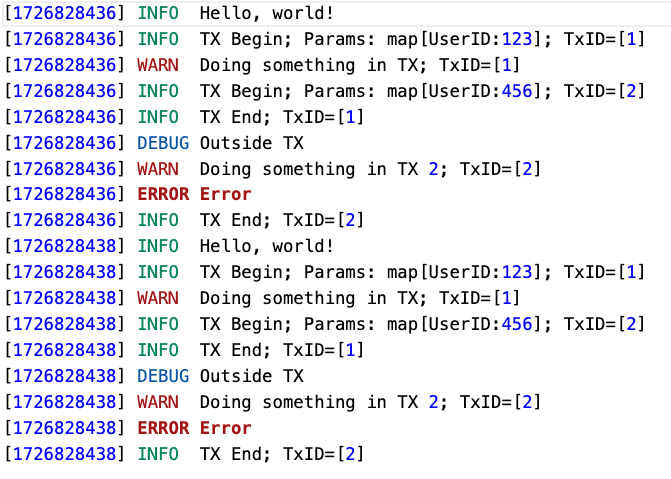 [1726828436] INFO  Hello, world!
[1726828436] INFO  TX Begin; Params: map[UserID:123]; TxID=[1]
[1726828436] WARN  Doing something in TX; TxID=[1]
[1726828436] INFO  TX Begin; Params: map[UserID:456]; TxID=[2]
[1726828436] INFO  TX End; TxID=[1]
[1726828436] DEBUG Outside TX
[1726828436] WARN  Doing something in TX 2; TxID=[2]
[1726828436] ERROR Error
[1726828436] INFO  TX End; TxID=[2]
[1726828438] INFO  Hello, world!
[1726828438] INFO  TX Begin; Params: map[UserID:123]; TxID=[1]
[1726828438] WARN  Doing something in TX; TxID=[1]
[1726828438] INFO  TX Begin; Params: map[UserID:456]; TxID=[2]
[1726828438] INFO  TX End; TxID=[1]
[1726828438] DEBUG Outside TX
[1726828438] WARN  Doing something in TX 2; TxID=[2]
[1726828438] ERROR Error
[1726828438] INFO  TX End; TxID=[2]